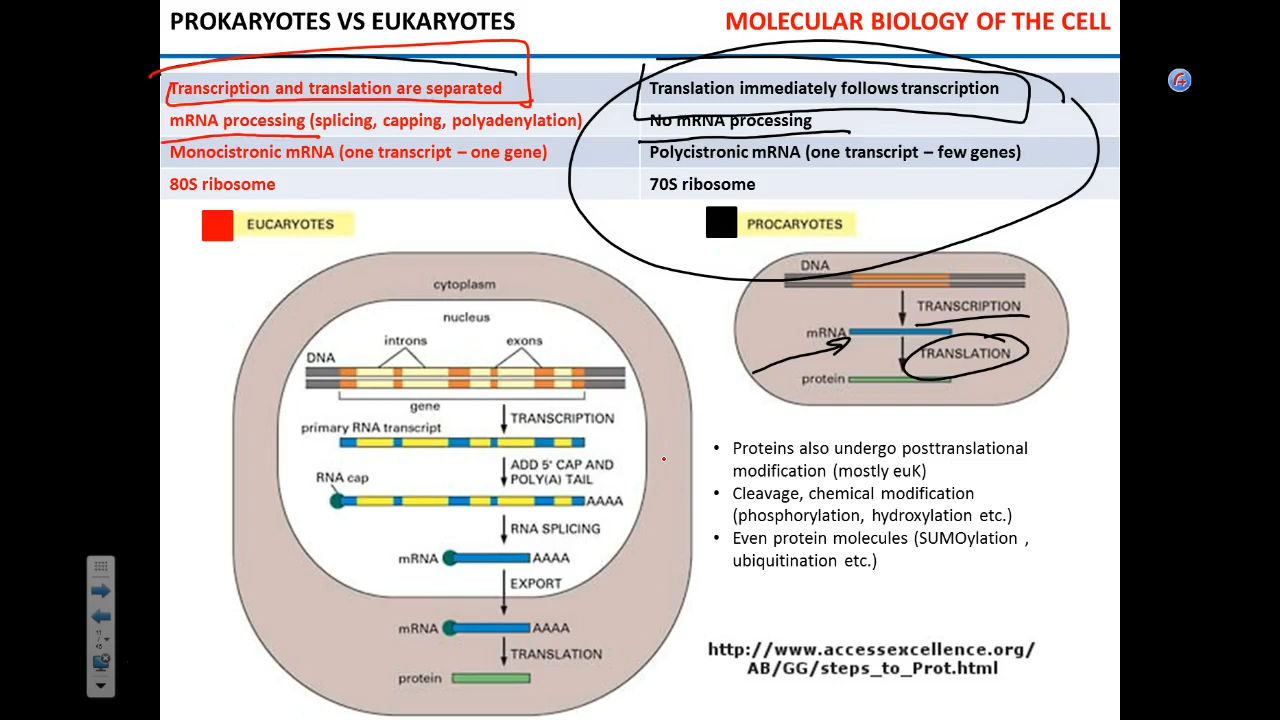 PROKARYOTES VS EUKARYOTES
MOLECULAR BIOLOGY OF THE CELL
Transcription and translation are separated
Translation immediately follows transcription
mRNA processing (splicing, capping, polyadenylation)
No mRNA processing
Monocistronic mRNA (one transcript – one gene)
Polycistronic mRNA (one transcript – few genes)
80S ribosome
70S ribosome
EUCARYOTES
cytoplasm
nucleus
introns
exons
DNA
gene
TRANSCRIPTION
primary RNA transcript
ADD 5' CAP AND
POLY(A) TAIL
RNA cap
AAAA
RNA SPLICING
mRNA
AAAA
EXPORT
mRNA
AAAA
TRANSLATION
protein
PROCARYOTES
DNA
TRANSCRIPTION
mRNA
TRANSLATION
protein
• Proteins also undergo posttranslational
modification (mostly euK)
• Cleavage, chemical modification
(phosphorylation, hydroxylation etc.)
• Even protein molecules (SUMOylation ,
ubiquitination etc.)
http://www.accessexcellence.org/
AB/GG/steps_to_Prot.html